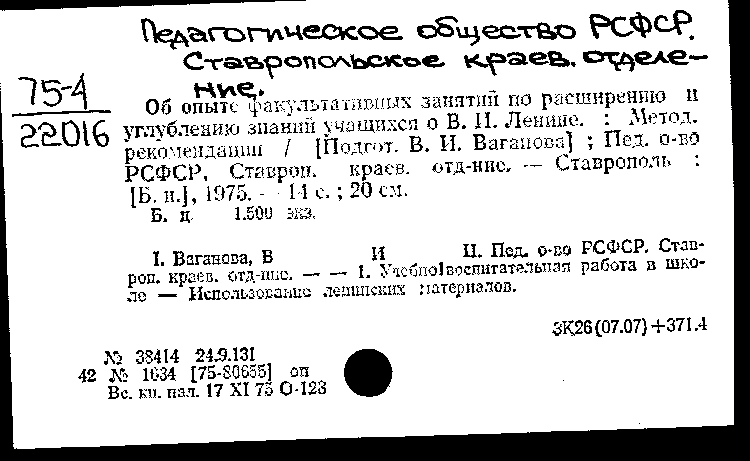 Педагогическое общество РСФСР.
Ставропольское краев. отделе-
ние.
75-4
22016
Об опыте факультативных занятий по расширению и
углублению знаний учащихся о В. И. Ленине. : Метод.
рекомендации / [Подгот. В. И. Ваганова] ; Пед. о-во
РСФСР, Ставроп. краев. отд-ние. — Ставрополь :
[Б. и.], 1975. - 14 с. ; 20 см.
Б. ц. 1.500 экз.
I. Ваганова, В И II. Пед. о-во РСФСР. Став-
роп. краев. отд-ние. — — 1. Учебно-воспитательная работа в шко-
ле — Использование ленинских материалов.
ЗК26(07.07)+371.4
№ 38414 24.9.131
42 № 1634 [75-80655] оп
Вс. кн. пал. 17 XI 75 О-123